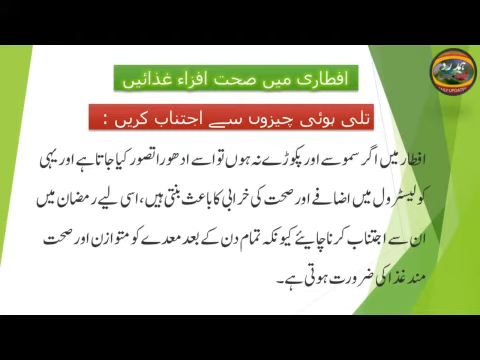 افطاری میں صحت افزاء غذائیں
تلی ہوئی چیزوں سے اجتناب کریں :
افطار میں اگر سموسے اور پکوڑے نہ ہوں تو اسے ادھورا تصور کیا جاتا ہے اور یہی
کولیسٹرول میں اضافے اور صحت کی خرابی کا باعث بنتی ہیں، اسی لیے رمضان میں
ان سے اجتناب کرنا چاہیئے کیونکہ تمام دن کے بعد معدے کو متوازن اور صحت
مند غذا کی ضرورت ہوتی ہے۔
ہمدرد